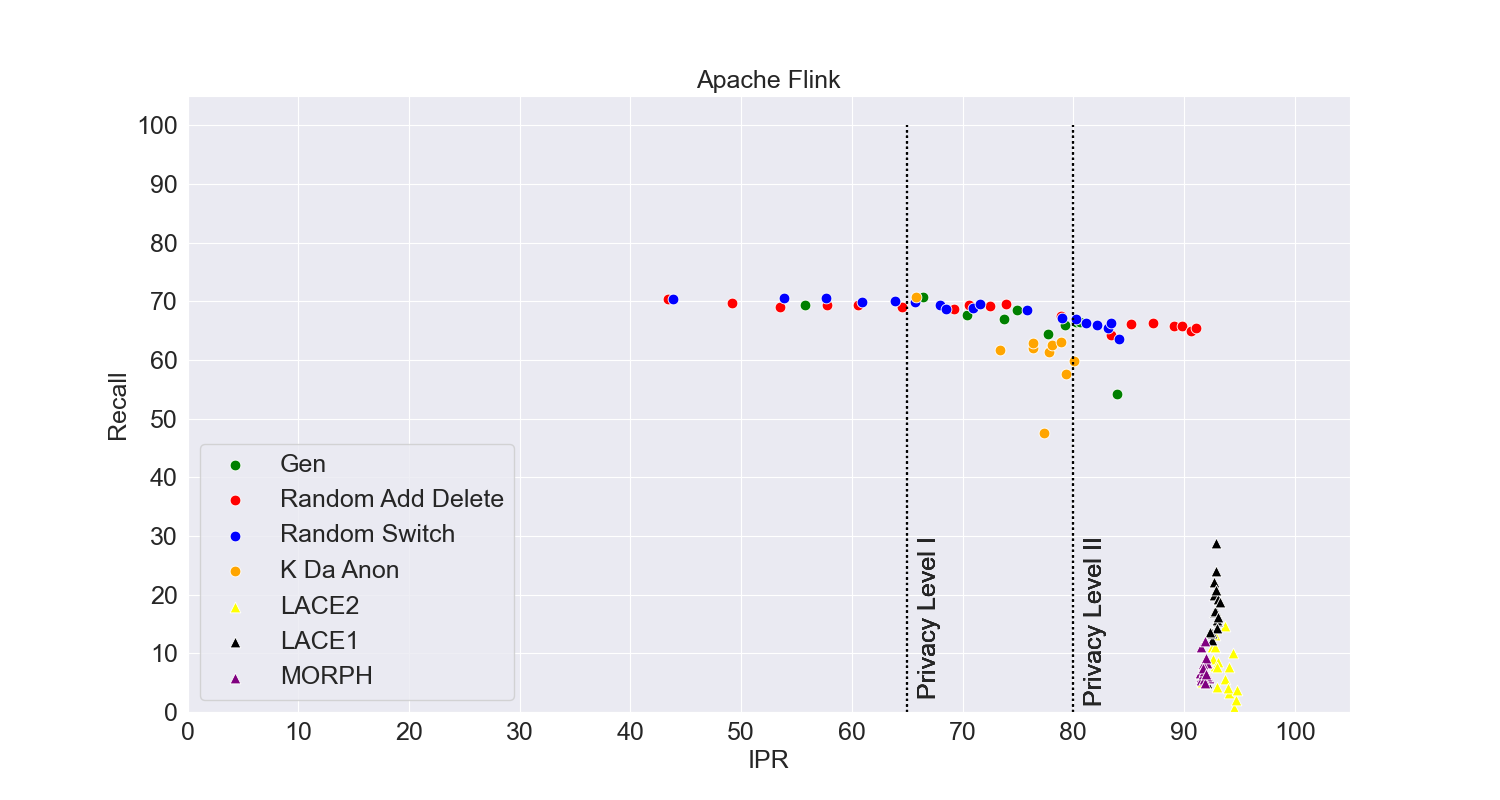 Apache Flink
100
90
80
70
60
50
40
30
20
10
0
Recall
Gen
Random Add Delete
Random Switch
K Da Anon
LACE2
LACE1
MORPH
Privacy Level I
Privacy Level II
0 10 20 30 40 50 60 70 80 90 100
IPR